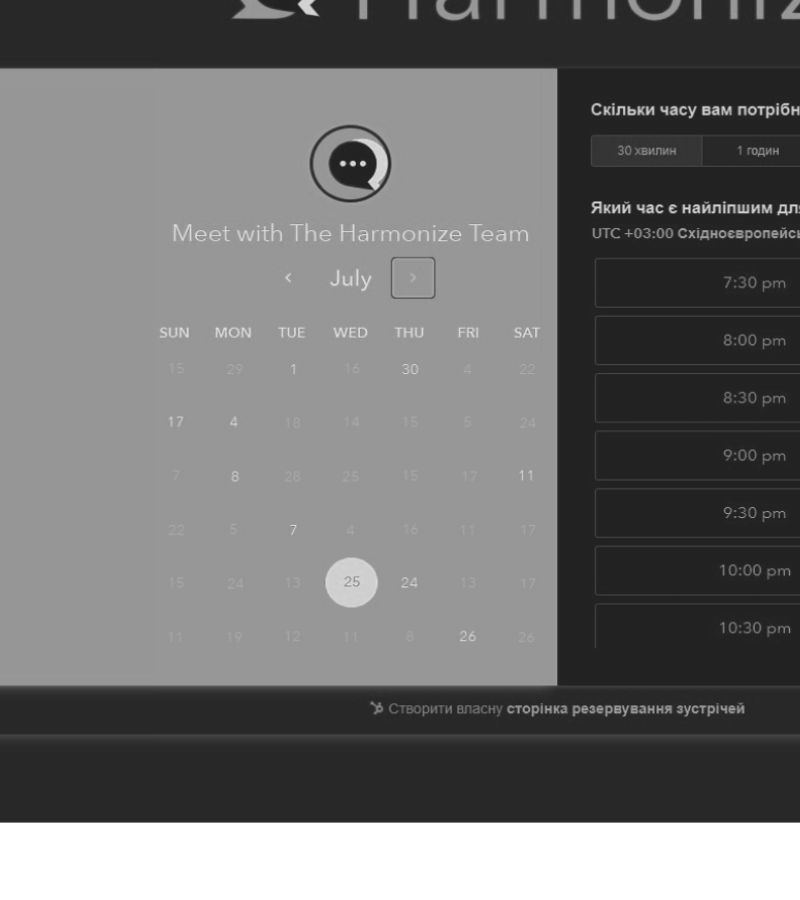 Harmoniz
Meet with The Harmonize Team
July
SUN MON TUE WED THU FRI SAT
15 29 1 16 30 4 22
17 4 18 14 15 5 24
7 8 28 25 15 17 11
22 5 7 4 16 11 17
15 24 13 25 24 13 17
11 19 12 11 8 26 26
Скільки часу вам потрібн
30 хвилин 1 годин
Який час є найліпшим для
UTC +03:00 Східноєвропейсь
7:30 pm
8:00 pm
8:30 pm
9:00 pm
9:30 pm
10:00 pm
10:30 pm
Створити власну сторінка резервування зустрічей